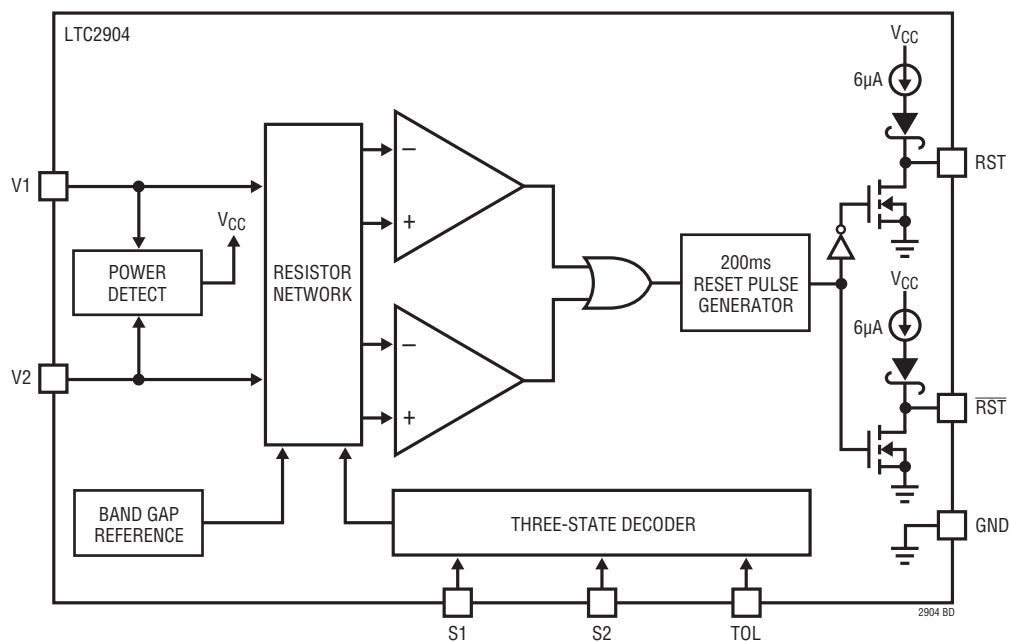 LTC2904
VCC
6µA
V1
RST
VCC
POWER
DETECT
RESISTOR
NETWORK
200ms
RESET PULSE
GENERATOR
VCC
6µA
V2
RST
−
+
−
+
BAND GAP
REFERENCE
THREE-STATE DECODER
GND
S1
S2
TOL
2904 BD